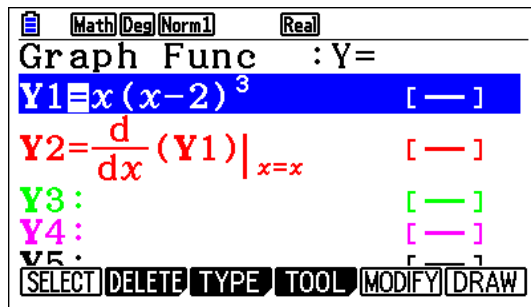 Math Deg Norm1 Real
Graph Func :Y=
Y1=x(x−2)³ [—]
Y2=d/dx(Y1)|x=x [—]
Y3: [—]
Y4: [—]
Y5: [—]
SELECT DELETE TYPE TOOL MODIFY DRAW